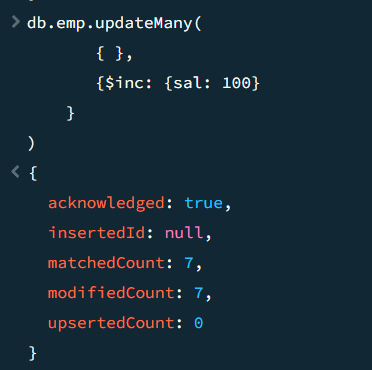 > db.emp.updateMany(
{ },
{$inc: {sal: 100}
}
)
< {
acknowledged: true,
insertedId: null,
matchedCount: 7,
modifiedCount: 7,
upsertedCount: 0
}